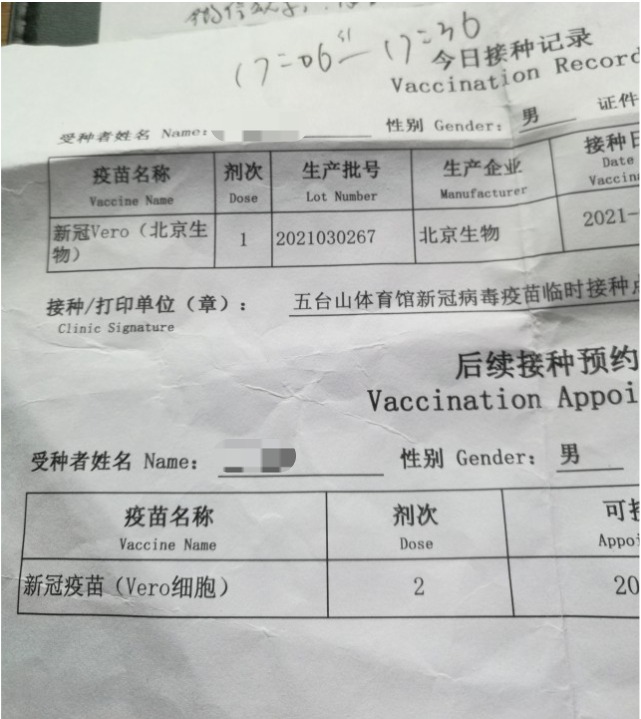 17:06 — 17:36
今日接种记录
Vaccination Record
受种者姓名 Name:
性别 Gender: 男 证件
疫苗名称 剂次 生产批号 生产企业 接种日
Vaccine Name Dose Lot Number Manufacturer Date
Vaccin
新冠Vero（北京生物） 1 2021030267 北京生物 2021-
接种/打印单位（章）： 五台山体育馆新冠病毒疫苗临时接种点
Clinic Signature
后续接种预约
Vaccination Appoi
受种者姓名 Name: 性别 Gender: 男
疫苗名称 剂次 可接
Vaccine Name Dose Appoi
新冠疫苗（Vero细胞） 2 20